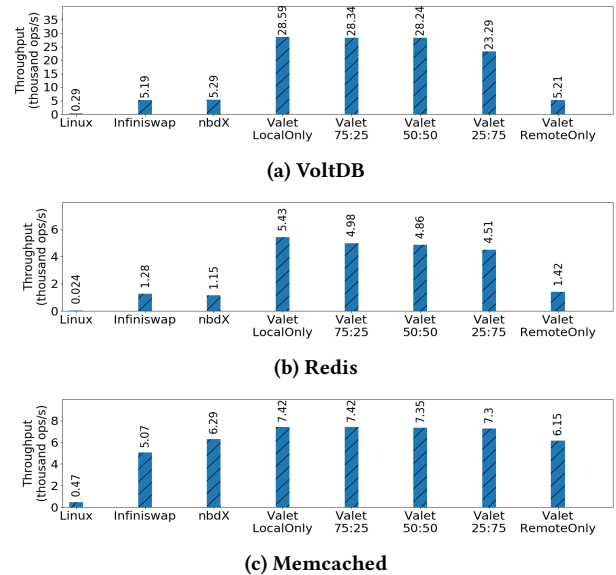 Throughput
(thousand ops/s)
35
30
25
20
15
10
5
0
0.29
5.19
5.29
28.59
28.34
28.24
23.29
5.21
Linux
Infiniswap
nbdX
Valet
LocalOnly
Valet
75:25
Valet
50:50
Valet
25:75
Valet
RemoteOnly
(a) VoltDB
Throughput
(thousand ops/s)
6
4
2
0
0.024
1.28
1.15
5.43
4.98
4.86
4.51
1.42
Linux
Infiniswap
nbdX
Valet
LocalOnly
Valet
75:25
Valet
50:50
Valet
25:75
Valet
RemoteOnly
(b) Redis
Throughput
(thousand ops/s)
8
6
4
2
0
0.47
5.07
6.29
7.42
7.42
7.35
7.3
6.15
Linux
Infiniswap
nbdX
Valet
LocalOnly
Valet
75:25
Valet
50:50
Valet
25:75
Valet
RemoteOnly
(c) Memcached